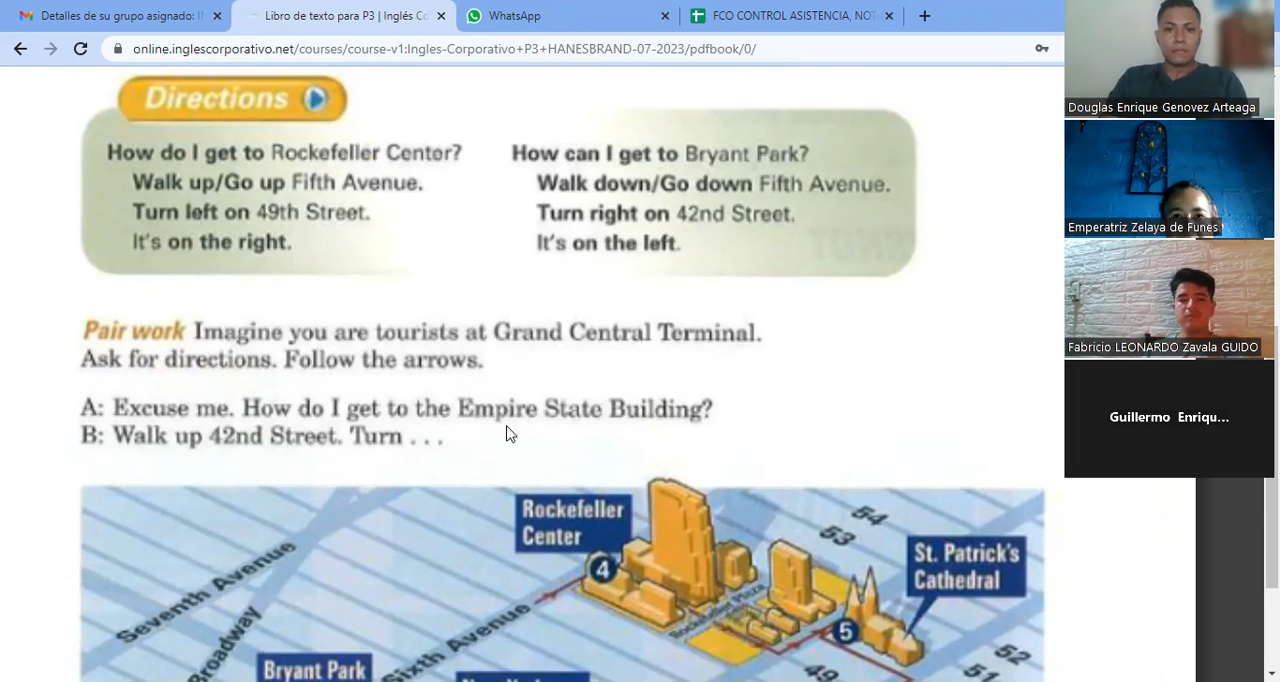 Detalles de su grupo asignado: I
Libro de texto para P3 | Inglés Co
WhatsApp
FCO CONTROL ASISTENCIA, NOT
online.inglescorporativo.net/courses/course-v1:Ingles-Corporativo+P3+HANESBRAND-07-2023/pdfbook/0/
Directions
How do I get to Rockefeller Center?
Walk up/Go up Fifth Avenue.
Turn left on 49th Street.
It's on the right.
How can I get to Bryant Park?
Walk down/Go down Fifth Avenue.
Turn right on 42nd Street.
It's on the left.
Pair work Imagine you are tourists at Grand Central Terminal.
Ask for directions. Follow the arrows.
A: Excuse me. How do I get to the Empire State Building?
B: Walk up 42nd Street. Turn . . .
Rockefeller
Center
4
54
53
St. Patrick's
Cathedral
5
Rockefeller Plaza
Seventh Avenue
Broadway
Sixth Avenue
Bryant Park
49
51
52
Douglas Enrique Genovez Arteaga
Emperatriz Zelaya de Funes
Fabricio LEONARDO Zavala GUIDO
Guillermo Enriqu...